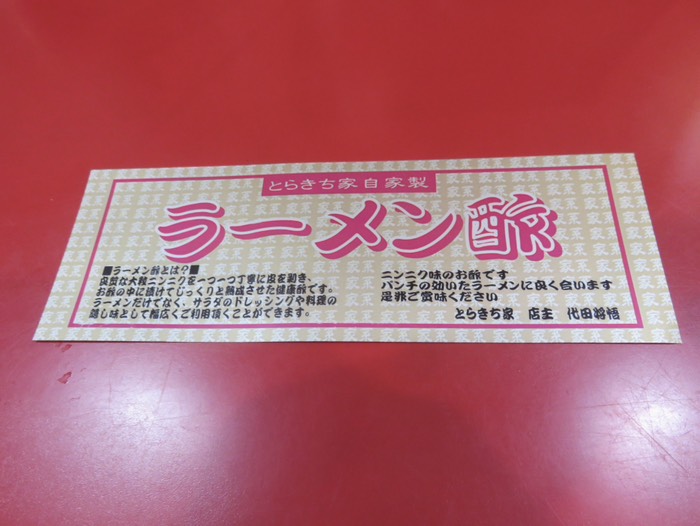 とらきち家自家製
ラーメン酢
■ラーメン酢とは?■
良型な大粒ニンニクを一つ一つ丁寧に皮を剥き、
お酢の中に漬けてじっくりと熟成させた健康酢です。
ラーメンだけでなく、サラダのドレッシングや料理の
隠し味として幅広くご利用頂くことができます。
ニンニク味のお酢です
パンチの効いたラーメンに良く合います
是非ご賞味ください
とらきち家 店主 代田将悟